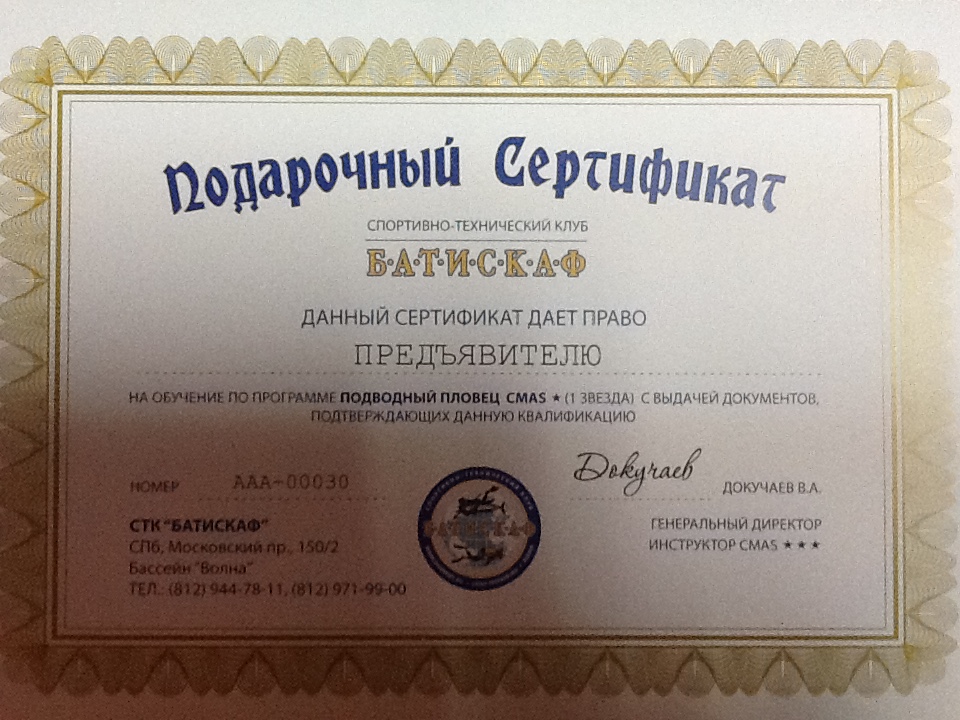 Подарочный Сертификат
СПОРТИВНО-ТЕХНИЧЕСКИЙ КЛУБ
Б·А·Т·И·С·К·А·Ф
ДАННЫЙ СЕРТИФИКАТ ДАЕТ ПРАВО
ПРЕДЪЯВИТЕЛЮ
НА ОБУЧЕНИЕ ПО ПРОГРАММЕ ПОДВОДНЫЙ ПЛОВЕЦ CMAS ★ (1 ЗВЕЗДА) С ВЫДАЧЕЙ ДОКУМЕНТОВ,
ПОДТВЕРЖДАЮЩИХ ДАННУЮ КВАЛИФИКАЦИЮ
НОМЕР ААА-00030
Докучаев ДОКУЧАЕВ В.А.
ГЕНЕРАЛЬНЫЙ ДИРЕКТОР
ИНСТРУКТОР CMAS ★ ★ ★
СТК "БАТИСКАФ"
СПб, Московский пр., 150/2
Бассейн "Волна"
ТЕЛ.: (812) 944-78-11, (812) 971-99-00
Б·А·Т·И·С·К·А·Ф